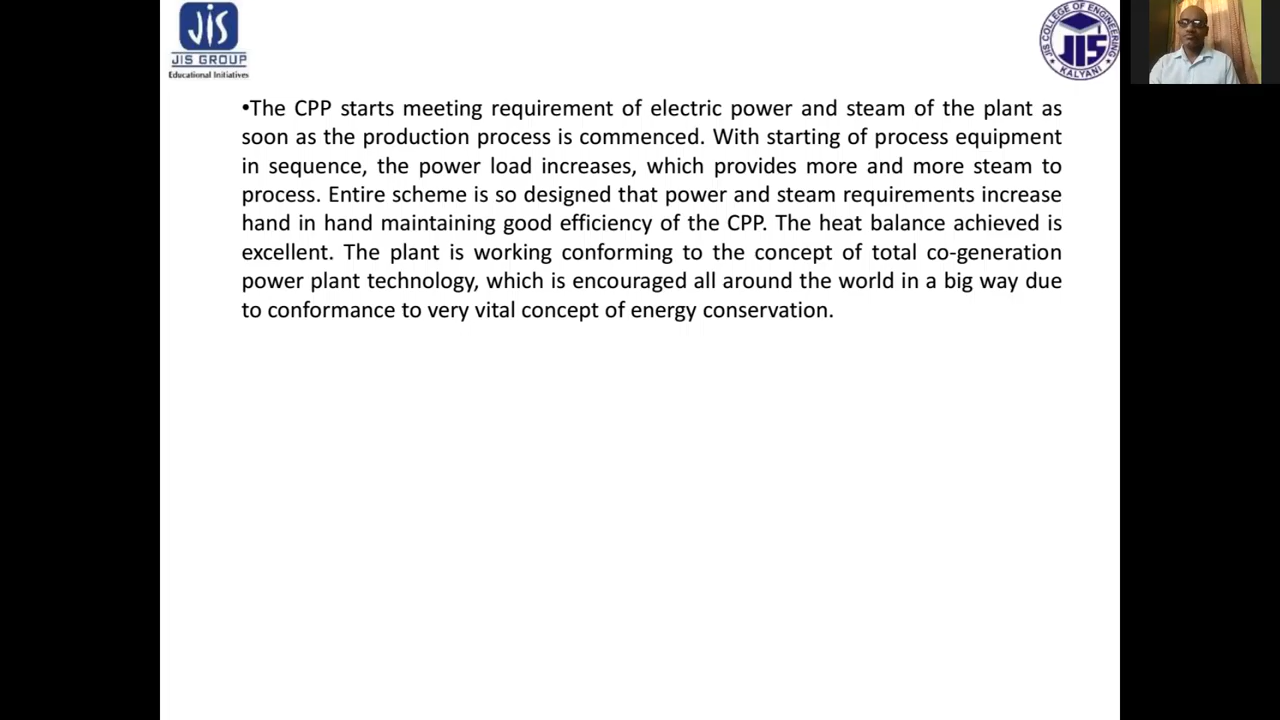 JIS
JIS GROUP
Educational Initiatives
JIS COLLEGE OF ENGINEERING
JIS
KALYANI
•The CPP starts meeting requirement of electric power and steam of the plant as
soon as the production process is commenced. With starting of process equipment
in sequence, the power load increases, which provides more and more steam to
process. Entire scheme is so designed that power and steam requirements increase
hand in hand maintaining good efficiency of the CPP. The heat balance achieved is
excellent. The plant is working conforming to the concept of total co-generation
power plant technology, which is encouraged all around the world in a big way due
to conformance to very vital concept of energy conservation.